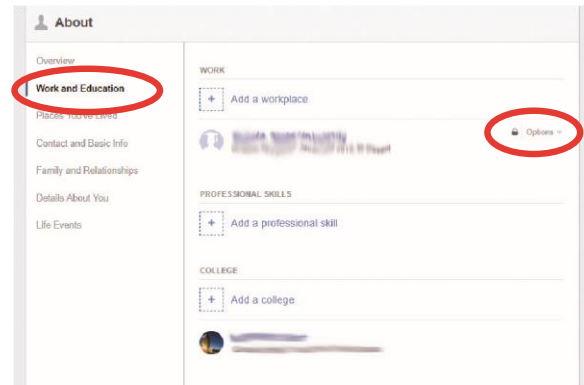 About
Overview
Work and Education
Places You've Lived
Contact and Basic Info
Family and Relationships
Details About You
Life Events
WORK
+ Add a workplace
Options
PROFESSIONAL SKILLS
+ Add a professional skill
COLLEGE
+ Add a college